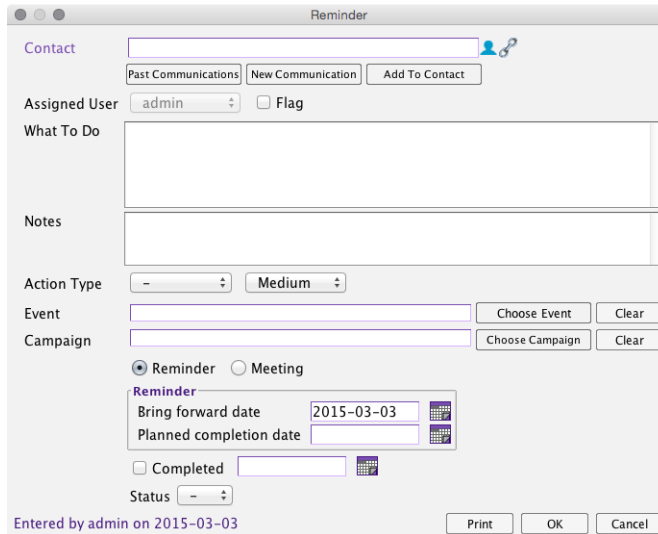 Reminder
Contact
Past Communications New Communication Add To Contact
Assigned User admin Flag
What To Do
Notes
Action Type – Medium
Event Choose Event Clear
Campaign Choose Campaign Clear
Reminder Meeting
Reminder
Bring forward date 2015-03-03
Planned completion date
Completed
Status –
Entered by admin on 2015-03-03 Print OK Cancel